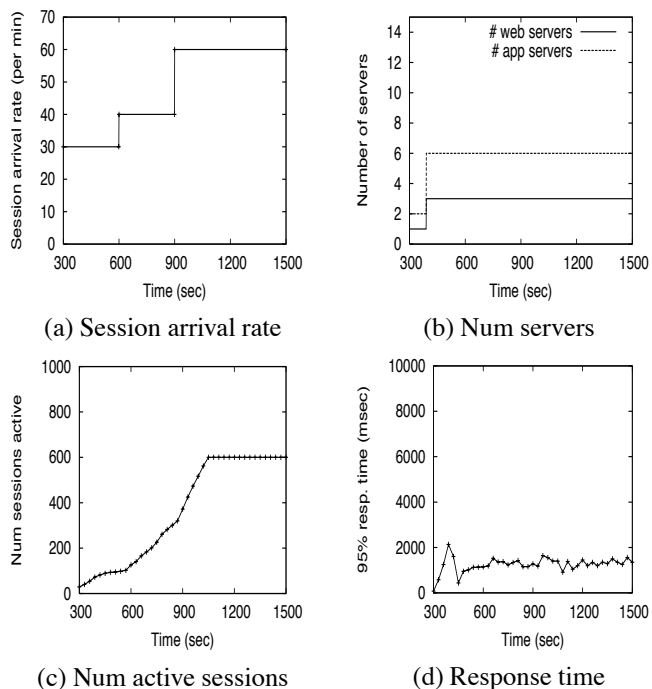 70
60
50
40
30
20
10
0
Session arrival rate (per min)
300 600 900 1200 1500
Time (sec)
(a) Session arrival rate
14
12
10
8
6
4
2
0
Number of servers
# web servers
# app servers
300 600 900 1200 1500
Time (sec)
(b) Num servers
1000
800
600
400
200
0
Num sessions active
300 600 900 1200 1500
Time (sec)
(c) Num active sessions
10000
8000
6000
4000
2000
0
95% resp. time (msec)
300 600 900 1200 1500
Time (sec)
(d) Response time